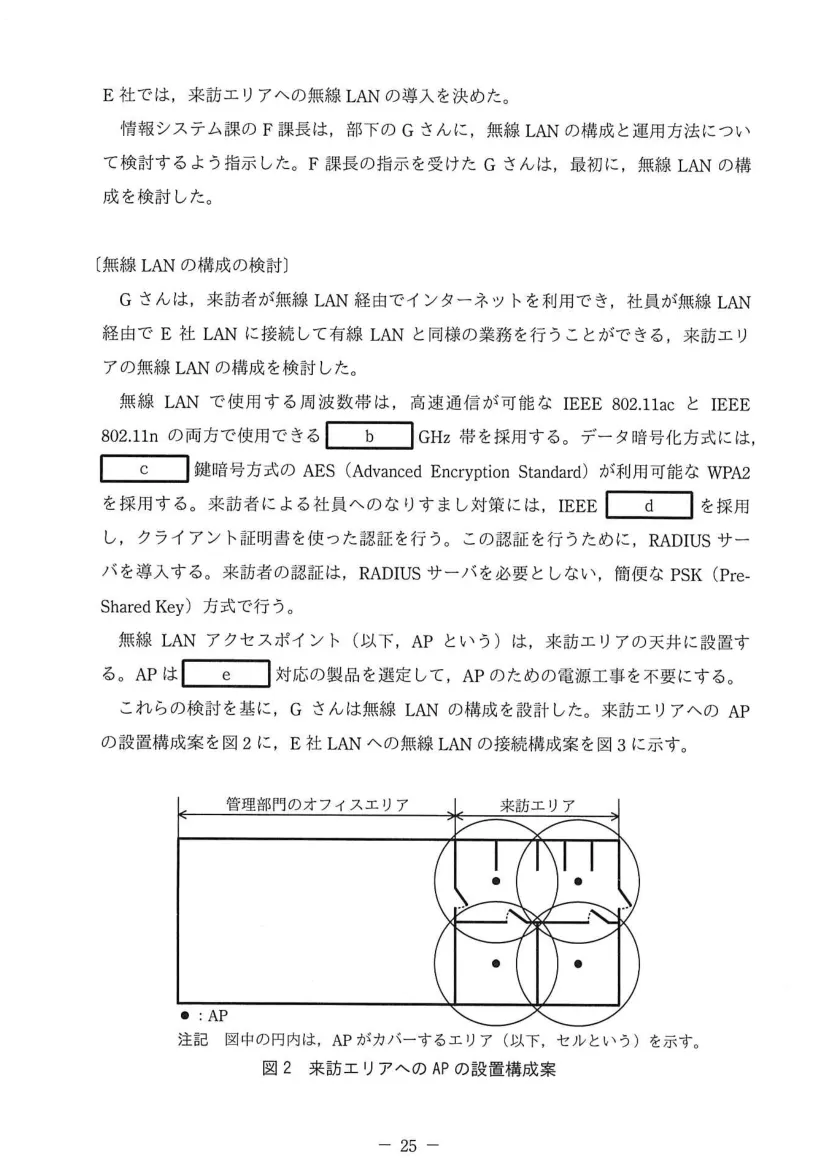 E 社では，来訪エリアへの無線 LAN の導入を決めた。
情報システム課の F 課長は，部下の G さんに，無線 LAN の構成と運用方法につい
て検討するよう指示した。F 課長の指示を受けた G さんは，最初に，無線 LAN の構
成を検討した。
〔無線 LAN の構成の検討〕
G さんは，来訪者が無線 LAN 経由でインターネットを利用でき，社員が無線 LAN
経由で E 社 LAN に接続して有線 LAN と同様の業務を行うことができる，来訪エリ
アの無線 LAN の構成を検討した。
無線 LAN で使用する周波数帯は，高速通信が可能な IEEE 802.11ac と IEEE
802.11n の両方で使用できる b GHz 帯を採用する。データ暗号化方式には，
c 鍵暗号方式の AES（Advanced Encryption Standard）が利用可能な WPA2
を採用する。来訪者による社員へのなりすまし対策には，IEEE d を採用
し，クライアント証明書を使った認証を行う。この認証を行うために，RADIUS サー
バを導入する。来訪者の認証は，RADIUS サーバを必要としない，簡便な PSK（Pre-
Shared Key）方式で行う。
無線 LAN アクセスポイント（以下，AP という）は，来訪エリアの天井に設置す
る。AP は e 対応の製品を選定して，AP のための電源工事を不要にする。
これらの検討を基に，G さんは無線 LAN の構成を設計した。来訪エリアへの AP
の設置構成案を図 2 に，E 社 LAN への無線 LAN の接続構成案を図 3 に示す。
管理部門のオフィスエリア 来訪エリア
●：AP
注記 図中の円内は，AP がカバーするエリア（以下，セルという）を示す。
図 2 来訪エリアへの AP の設置構成案
－ 25 －